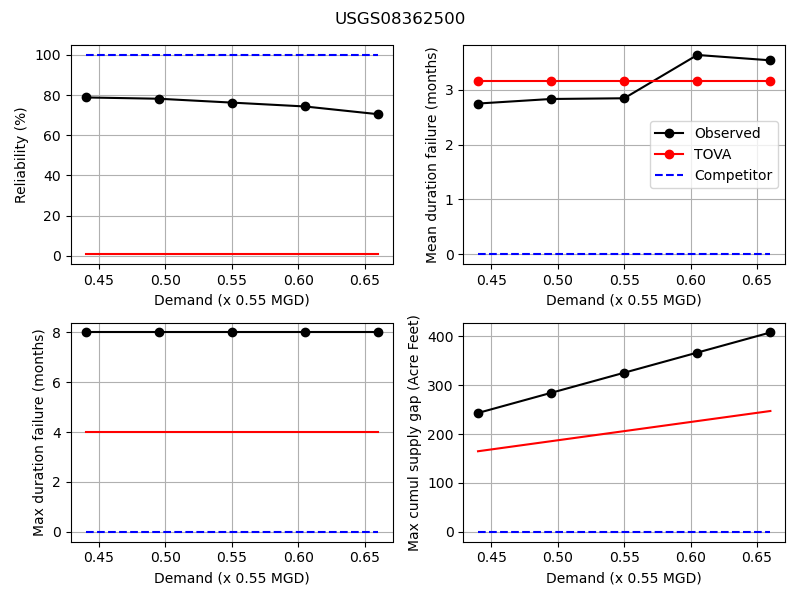 USGS08362500
Reliability (%)
100
80
60
40
20
0
0.45 0.50 0.55 0.60 0.65
Demand (x 0.55 MGD)
Mean duration failure (months)
3
2
1
0
Observed
TOVA
Competitor
0.45 0.50 0.55 0.60 0.65
Demand (x 0.55 MGD)
Max duration failure (months)
8
6
4
2
0
0.45 0.50 0.55 0.60 0.65
Demand (x 0.55 MGD)
Max cumul supply gap (Acre Feet)
400
300
200
100
0
0.45 0.50 0.55 0.60 0.65
Demand (x 0.55 MGD)